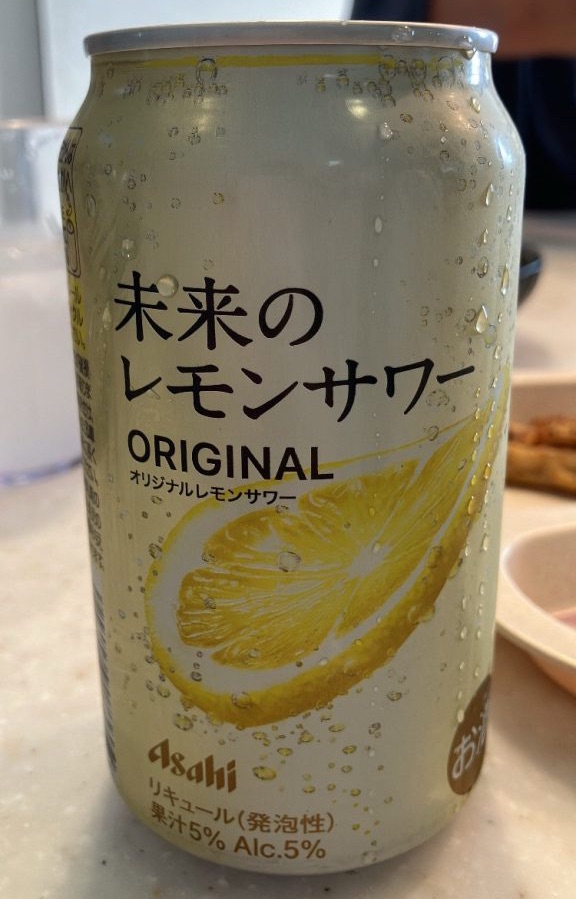 未来の
レモンサワー
ORIGINAL
オリジナルレモンサワー
Asahi
リキュール(発泡性)
果汁5% Alc.5%